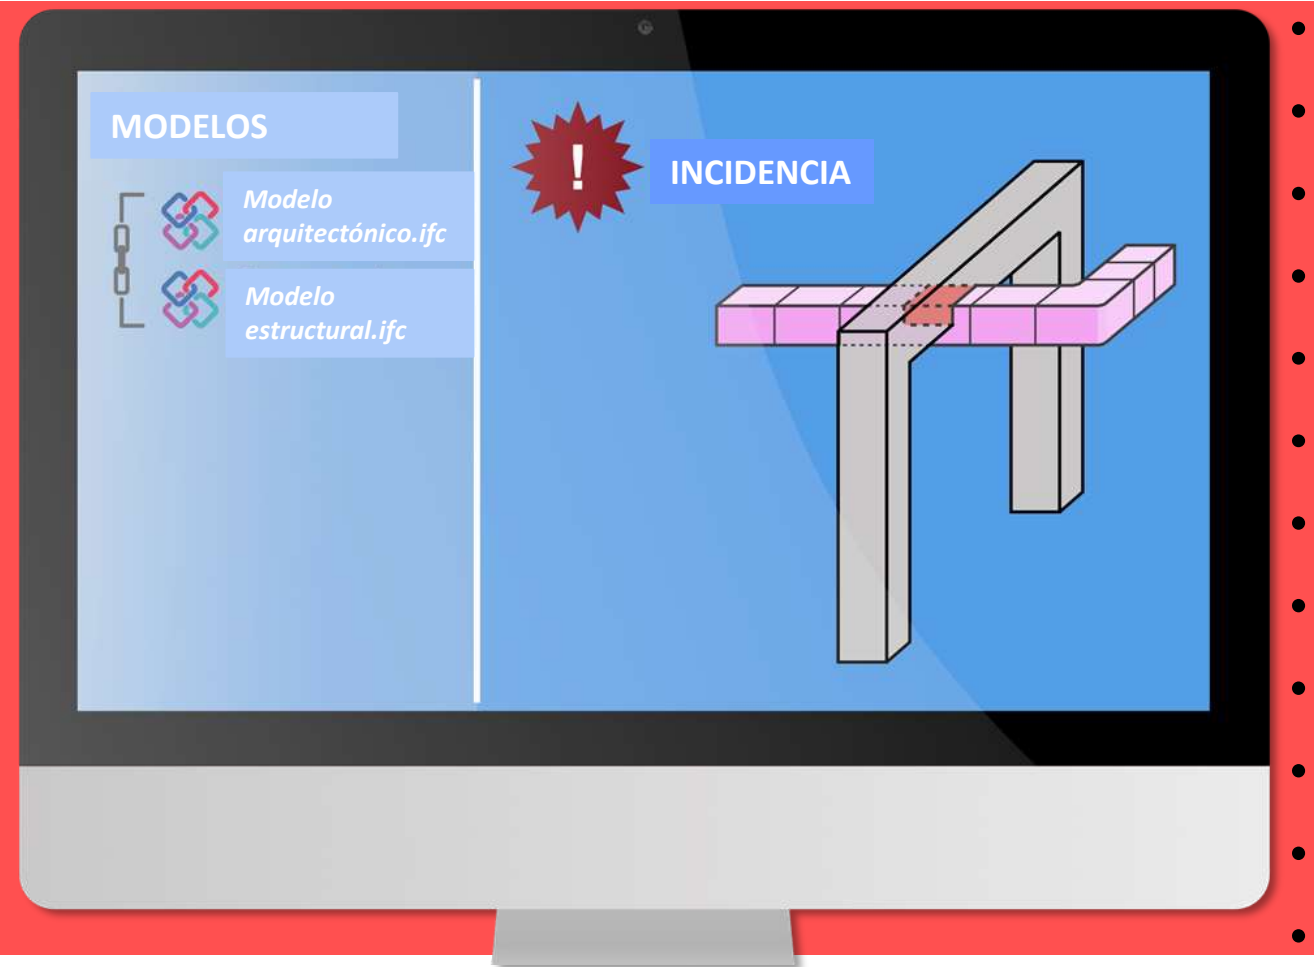 MODELOS
Modelo
arquitectónico.ifc
Modelo
estructural.ifc
!
INCIDENCIA